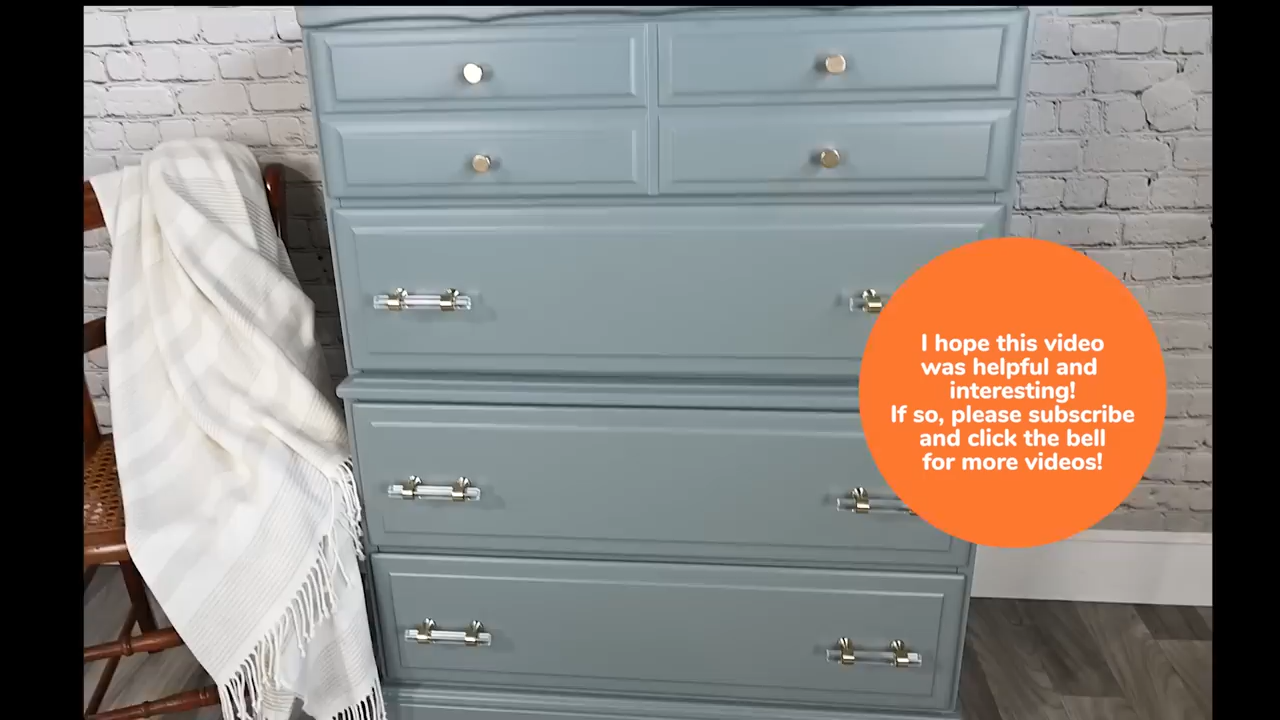 I hope this video
was helpful and
interesting!
If so, please subscribe
and click the bell
for more videos!